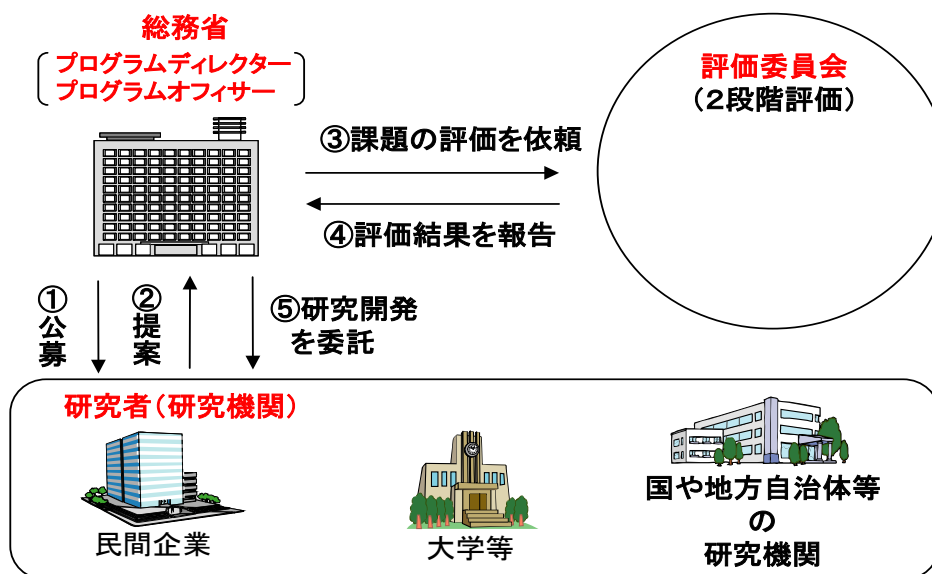 総務省
プログラムディレクター
プログラムオフィサー
評価委員会
(2段階評価)
③課題の評価を依頼
④評価結果を報告
①公募
②提案
⑤研究開発
を委託
研究者(研究機関)
民間企業
大学等
国や地方自治体等
の
研究機関